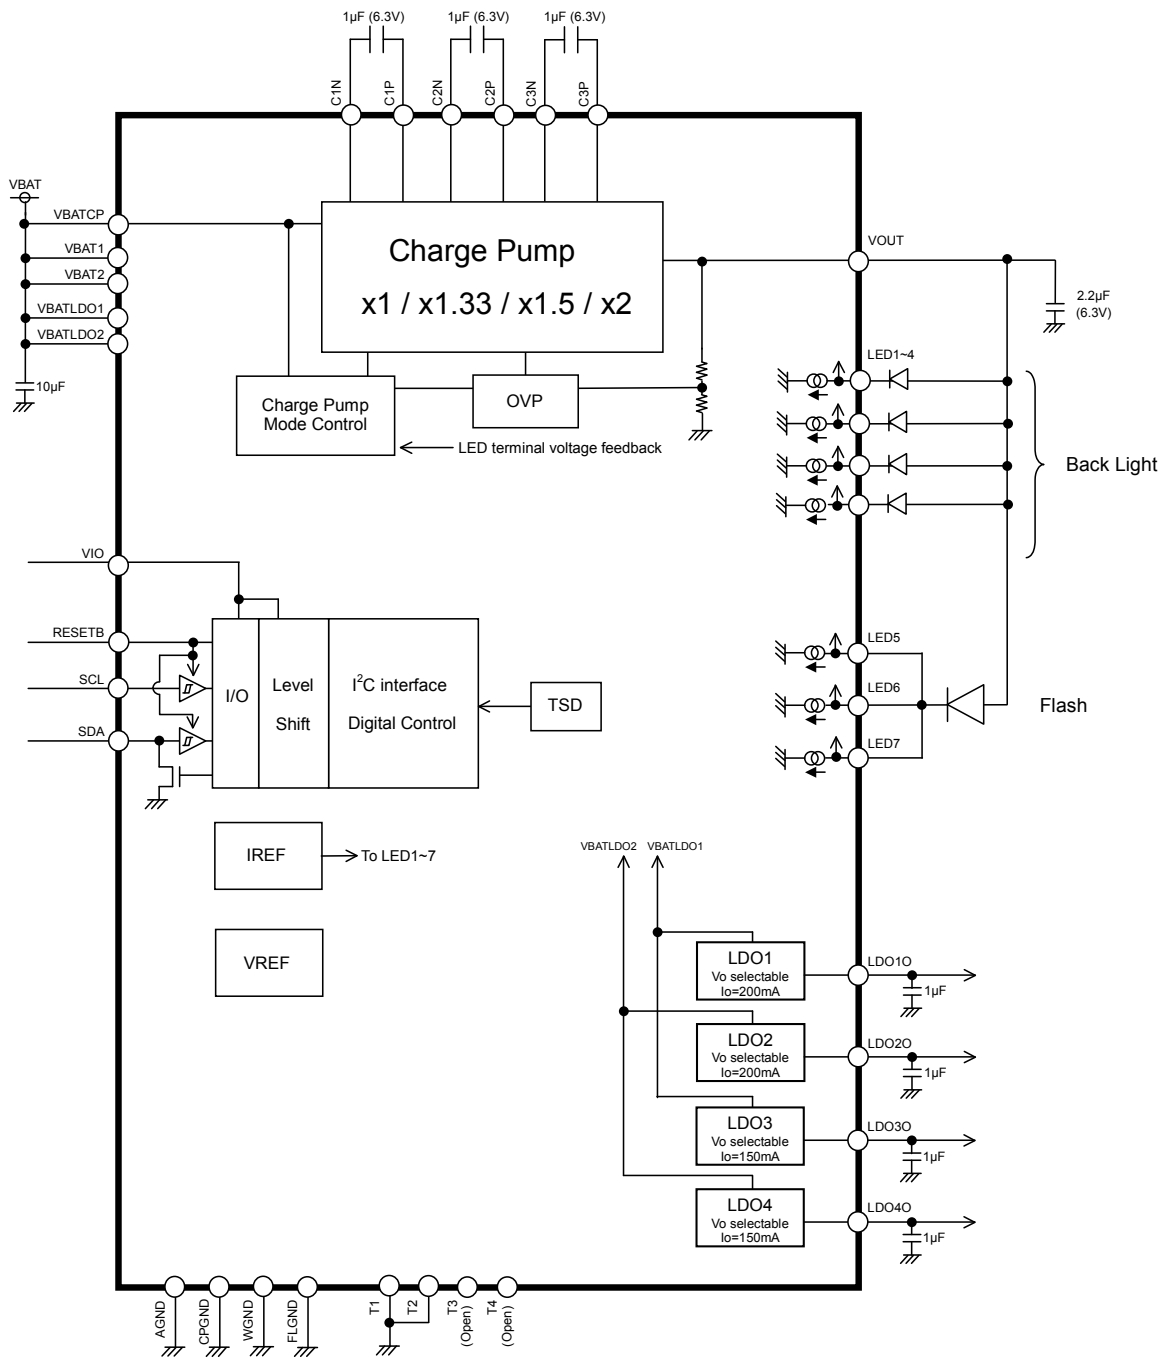 1µF (6.3V)
1µF (6.3V)
1µF (6.3V)
C1N
C1P
C2N
C2P
C3N
C3P
VBAT
VBATCP
VBAT1
VBAT2
VBATLDO1
VBATLDO2
10µF
Charge Pump
x1 / x1.33 / x1.5 / x2
VOUT
2.2µF
(6.3V)
Charge Pump
Mode Control
OVP
LED terminal voltage feedback
LED1~4
Back Light
VIO
RESETB
SCL
SDA
I/O
Level
Shift
I²C interface
Digital Control
TSD
LED5
LED6
LED7
Flash
IREF
To LED1~7
VREF
VBATLDO2
VBATLDO1
LDO1
Vo selectable
Io=200mA
LDO1O
1µF
LDO2
Vo selectable
Io=200mA
LDO2O
1µF
LDO3
Vo selectable
Io=150mA
LDO3O
1µF
LDO4
Vo selectable
Io=150mA
LDO4O
1µF
AGND
CPGND
WGND
FLGND
T1
T2
T3
(Open)
T4
(Open)